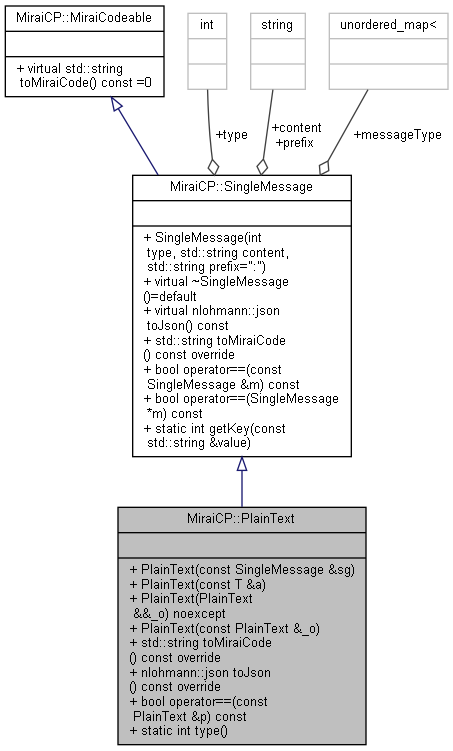 MiraiCP::MiraiCodeable
+ virtual std::string
toMiraiCode() const =0
int
string
unordered_map<
+type
+content
+prefix
+messageType
MiraiCP::SingleMessage
+ SingleMessage(int
type, std::string content,
std::string prefix=":")
+ virtual ~SingleMessage
()=default
+ virtual nlohmann::json
toJson() const
+ std::string toMiraiCode
() const override
+ bool operator==(const
SingleMessage &m) const
+ bool operator==(SingleMessage
*m) const
+ static int getKey(const
std::string &value)
MiraiCP::PlainText
+ PlainText(const SingleMessage &sg)
+ PlainText(const T &a)
+ PlainText(PlainText
&&_o) noexcept
+ PlainText(const PlainText &_o)
+ std::string toMiraiCode
() const override
+ nlohmann::json toJson
() const override
+ bool operator==(const
PlainText &p) const
+ static int type()